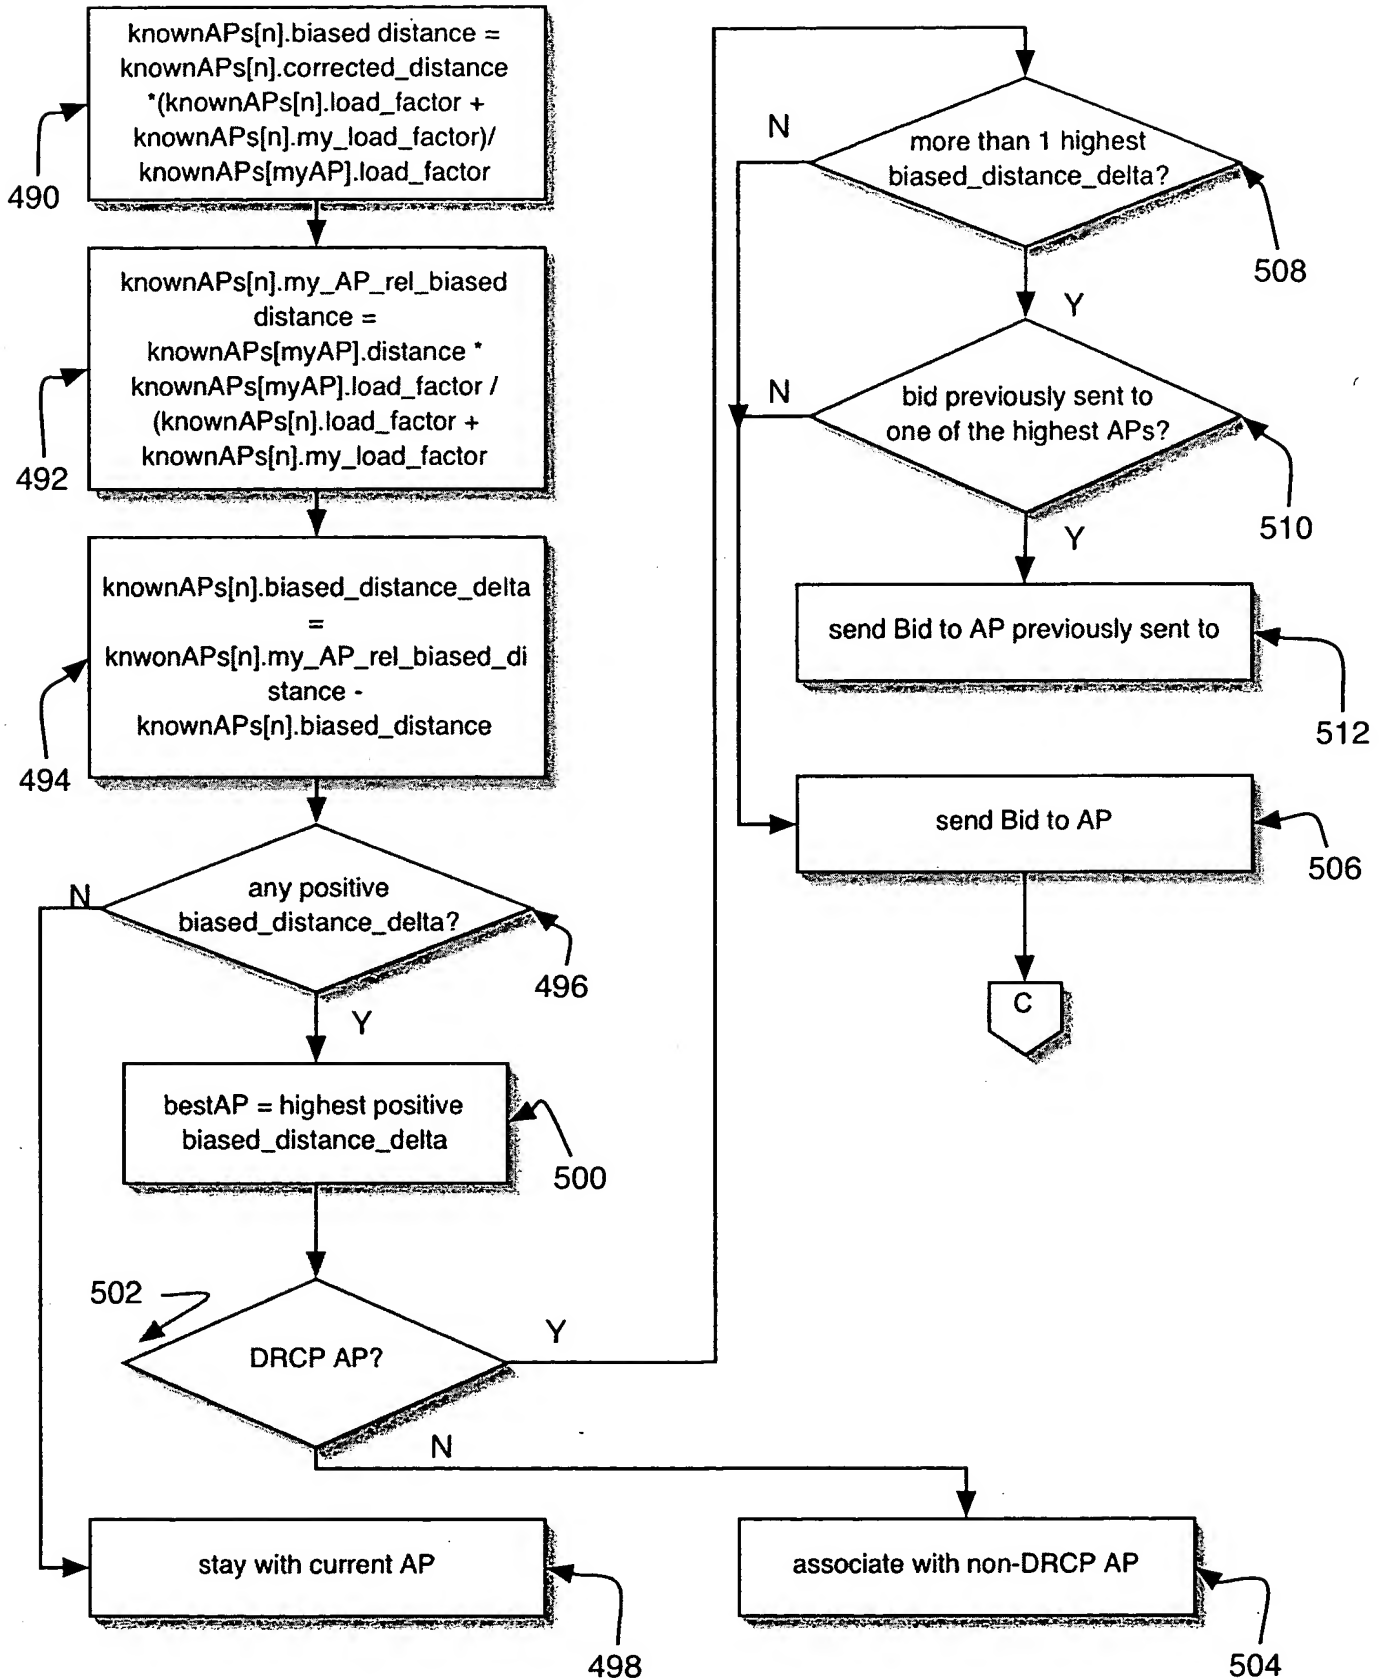 knownAPs[n].biased distance =
knownAPs[n].corrected_distance
*(knownAPs[n].load_factor +
knownAPs[n].my_load_factor)/
knownAPs[myAP].load_factor
490
knownAPs[n].my_AP_rel_biased
distance =
knownAPs[myAP].distance *
knownAPs[myAP].load_factor /
(knownAPs[n].load_factor +
knownAPs[n].my_load_factor
492
knownAPs[n].biased_distance_delta
=
knwonAPs[n].my_AP_rel_biased_di
stance -
knownAPs[n].biased_distance
494
any positive
biased_distance_delta?
N
496
Y
bestAP = highest positive
biased_distance_delta
500
502
DRCP AP?
Y
N
stay with current AP
498
associate with non-DRCP AP
504
more than 1 highest
biased_distance_delta?
N
508
Y
bid previously sent to
one of the highest APs?
N
510
Y
send Bid to AP previously sent to
512
send Bid to AP
506
C